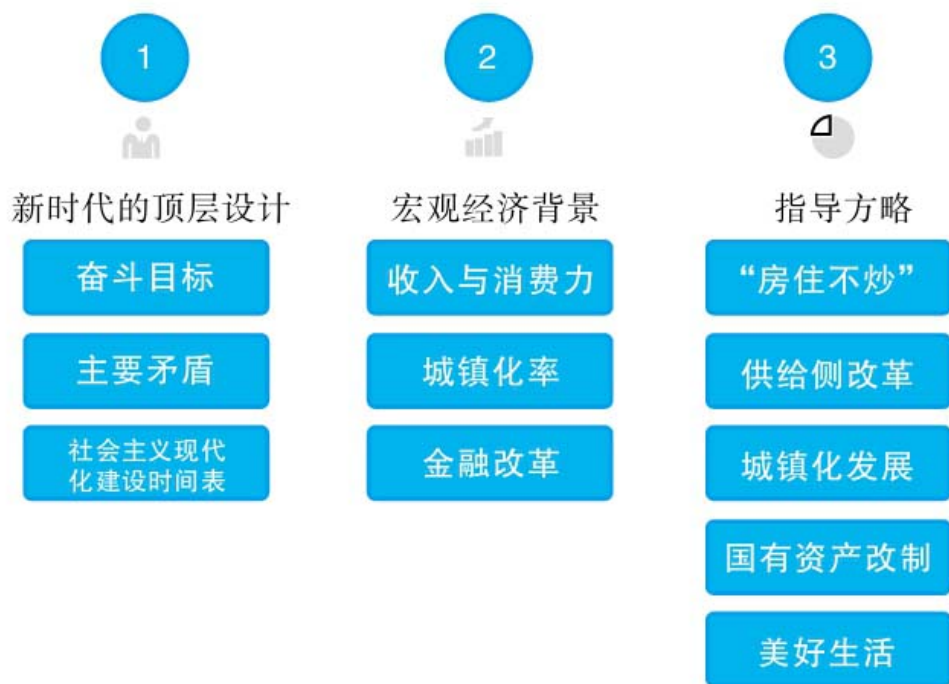 1
新时代的顶层设计
奋斗目标
主要矛盾
社会主义现代
化建设时间表
2
宏观经济背景
收入与消费力
城镇化率
金融改革
3
指导方略
“房住不炒”
供给侧改革
城镇化发展
国有资产改制
美好生活